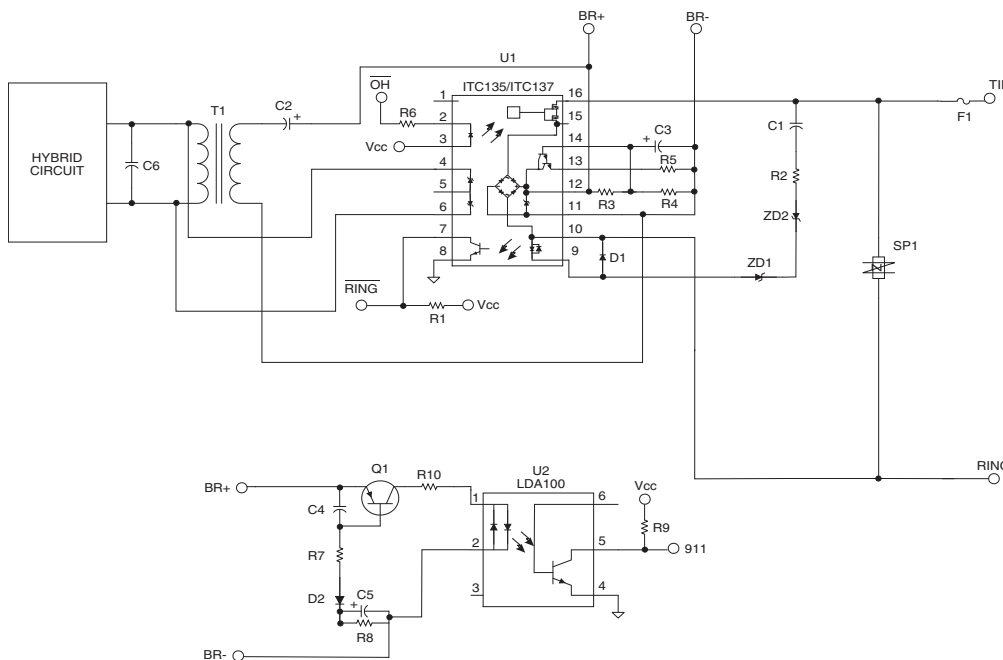 BR+
BR-
U1
OH
ITC135/ITC137
TI
T1
C2
+
R6
1
2
3
4
5
6
7
8
16
15
14
13
12
11
10
9
Vcc
HYBRID
CIRCUIT
C6
+
C3
R5
R3
R4
C1
R2
ZD2
F1
D1
ZD1
SP1
RING
R1
Vcc
RING
Q1
R10
U2
LDA100
BR+
C4
1
2
3
6
5
4
Vcc
R9
911
R7
D2
+
C5
R8
BR-